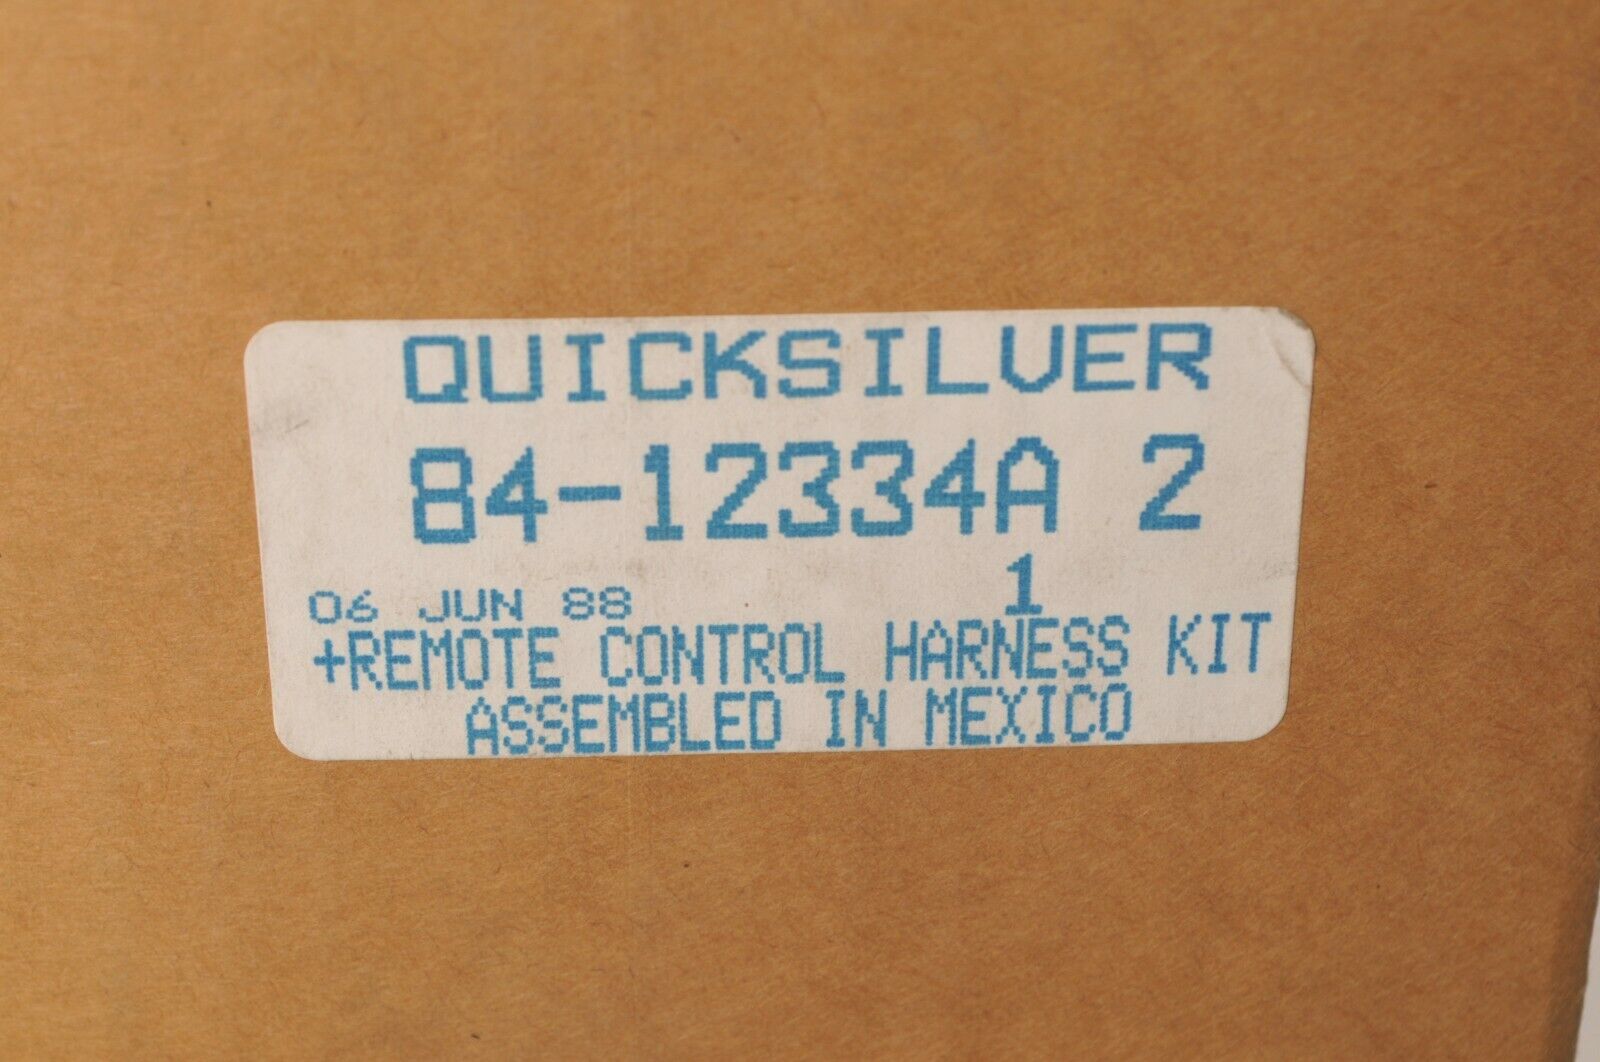 QUICKSILVER
84-12334A 2
06 JUN 88 1
+REMOTE CONTROL HARNESS KIT
ASSEMBLED IN MEXICO